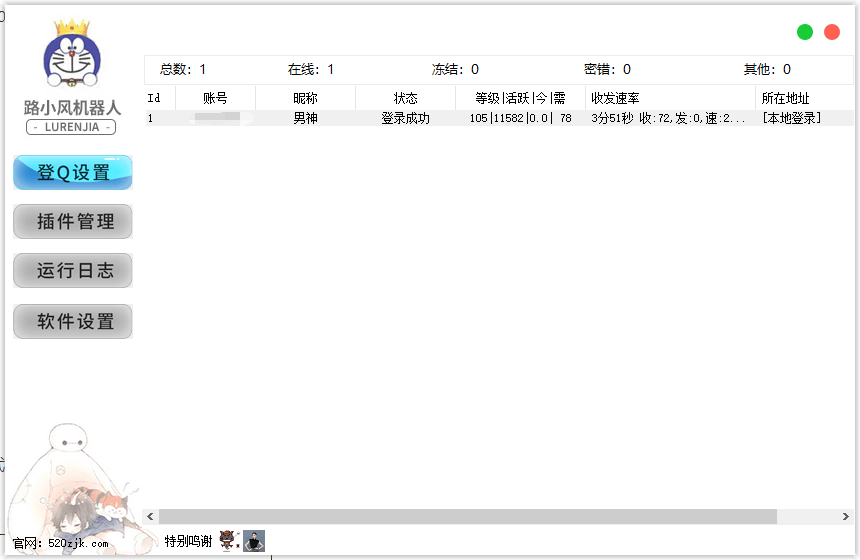 总数: 1 在线: 1 冻结: 0 密错: 0 其他: 0
Id 账号 昵称 状态 等级|活跃|今|需 收发速率 所在地址
1 男神 登录成功 105|11582|0.0| 78 3分51秒 收:72,发:0,速:2... [本地登录]
路小风机器人
- LURENJIA -
登Q设置
插件管理
运行日志
软件设置
官网: 520zjk.com
特别鸣谢